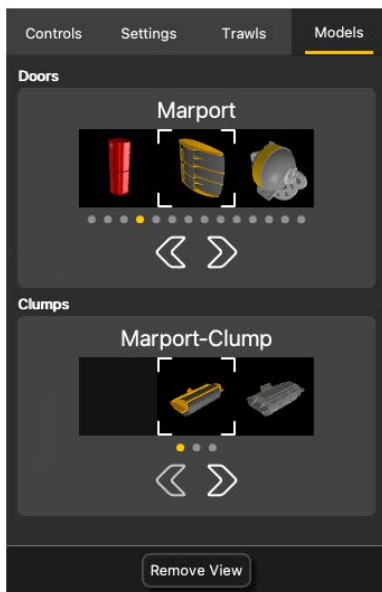 Controls Settings Trawls Models
Doors
Marport
Clumps
Marport-Clump
Remove View